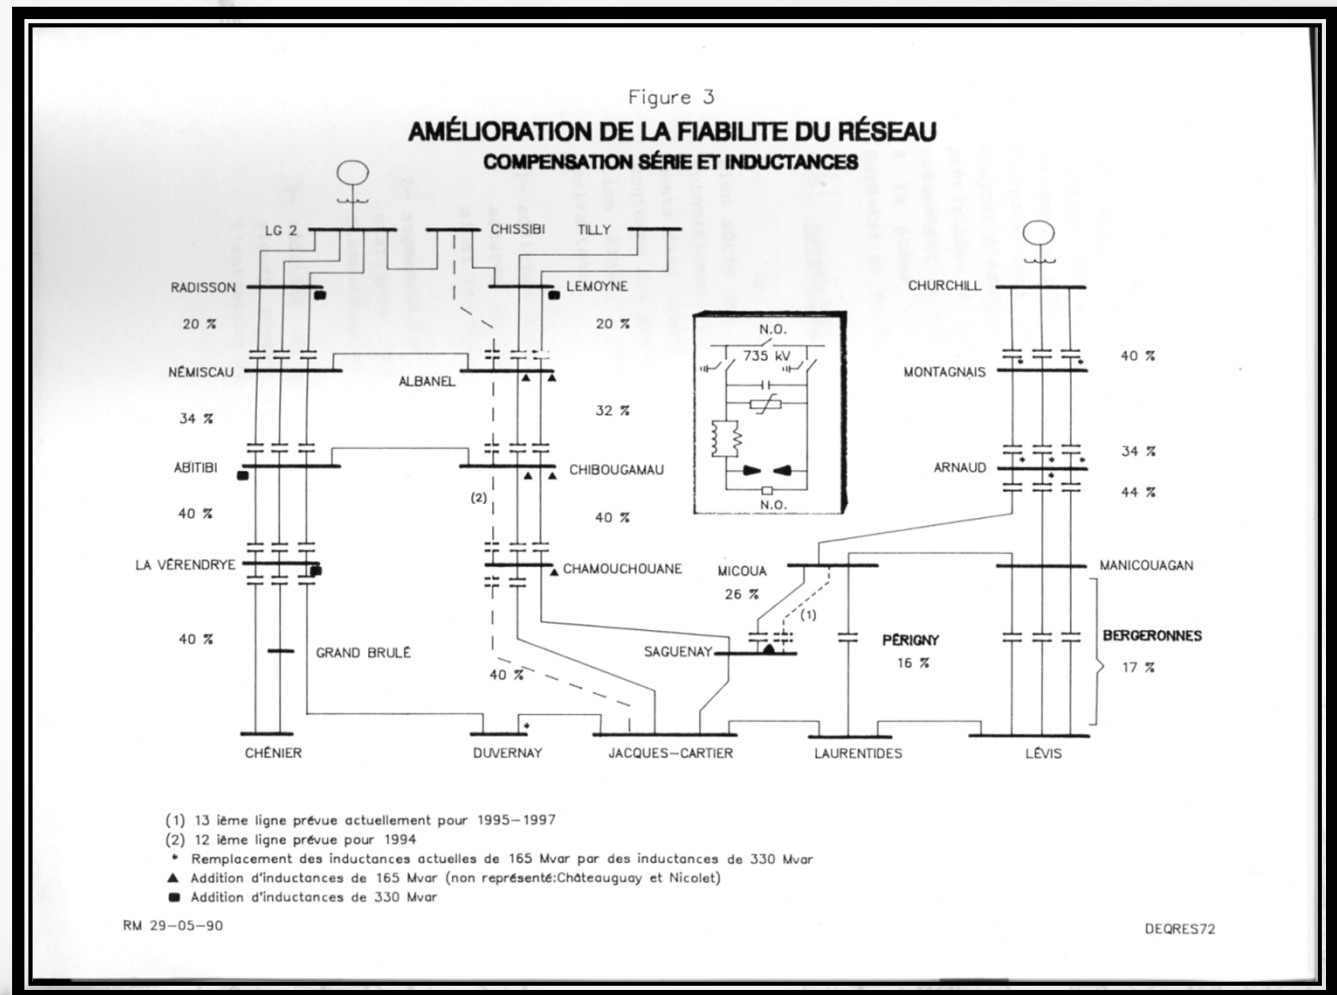 Figure 3
AMÉLIORATION DE LA FIABILITE DU RÉSEAU
COMPENSATION SÉRIE ET INDUCTANCES
LG 2
CHISSIBI
TILLY
RADISSON
LEMOYNE
CHURCHILL
20 %
20 %
N.O.
735 kV
40 %
NÉMISCAU
ALBANEL
MONTAGNAIS
34 %
32 %
34 %
ABITIBI
CHIBOUGAMAU
ARNAUD
(2)
44 %
N.O.
40 %
40 %
LA VÉRENDRYE
CHAMOUCHOUANE
MICOUA
MANICOUAGAN
26 %
(1)
40 %
GRAND BRULÉ
SAGUENAY
PÉRIGNY
BERGERONNES
16 %
17 %
40 %
CHÉNIER
DUVERNAY
JACQUES-CARTIER
LAURENTIDES
LÉVIS
(1) 13 ième ligne prévue actuellement pour 1995-1997
(2) 12 ième ligne prévue pour 1994
* Remplacement des inductances actuelles de 165 Mvar par des inductances de 330 Mvar
▲ Addition d'inductances de 165 Mvar (non représenté:Châteauguay et Nicolet)
■ Addition d'inductances de 330 Mvar
RM 29-05-90
DEQRES72